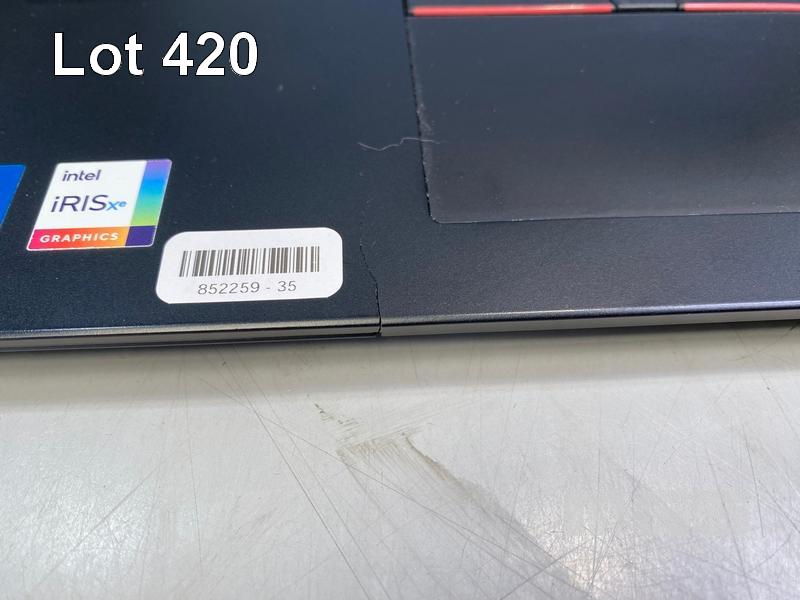 Lot 420
intel
iRISxe
GRAPHICS
852259 - 35